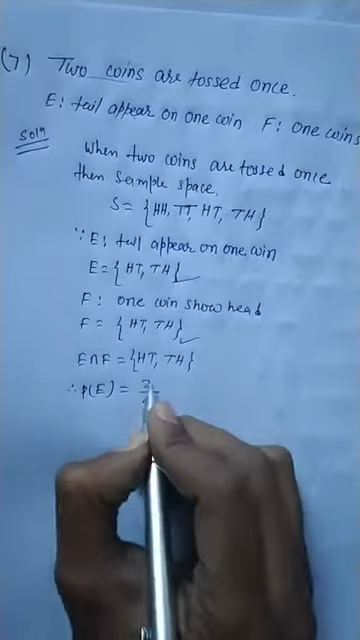 (7) Two coins are tossed once.
E: tail appear on one coin F: one coins
Solⁿ When two coins are tossed once
then sample space.
S = {HH, TT, HT, TH}
∵ E: tail appear on one coin
E = {HT, TH}
F: one coin show head
F = {HT, TH}
E∩F = {HT, TH}
∴ P(E) = 2